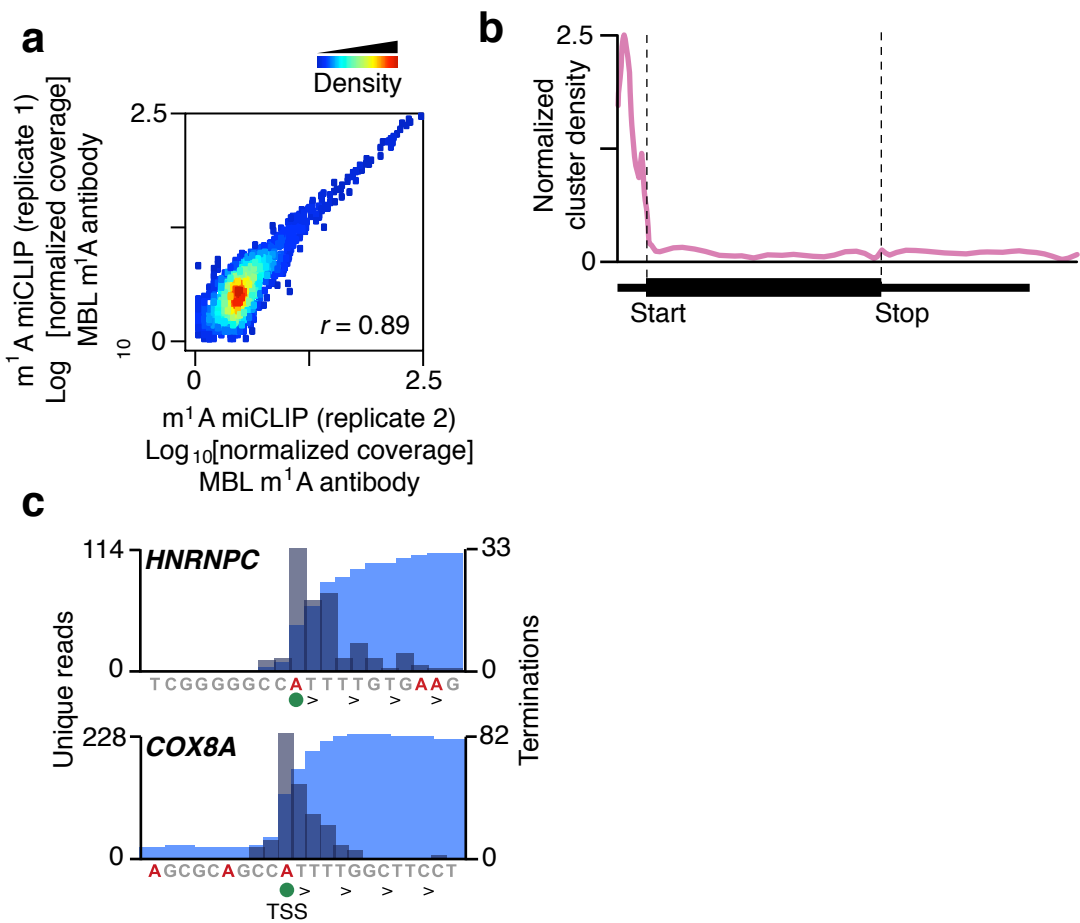 a
Density
m1A miCLIP (replicate 1)
Log10[normalized coverage]
MBL m1A antibody
2.5
0
r = 0.89
0
2.5
m1A miCLIP (replicate 2)
Log10[normalized coverage]
MBL m1A antibody
b
Normalized
cluster density
2.5
0
Start
Stop
c
Unique reads
Terminations
114
HNRNPC
33
0
0
TCGGGGGCCATTTTGTGAAG
> > > >
228
COX8A
82
0
0
AGCGCAGCCATTTTGGCTTCCT
> > > >
TSS